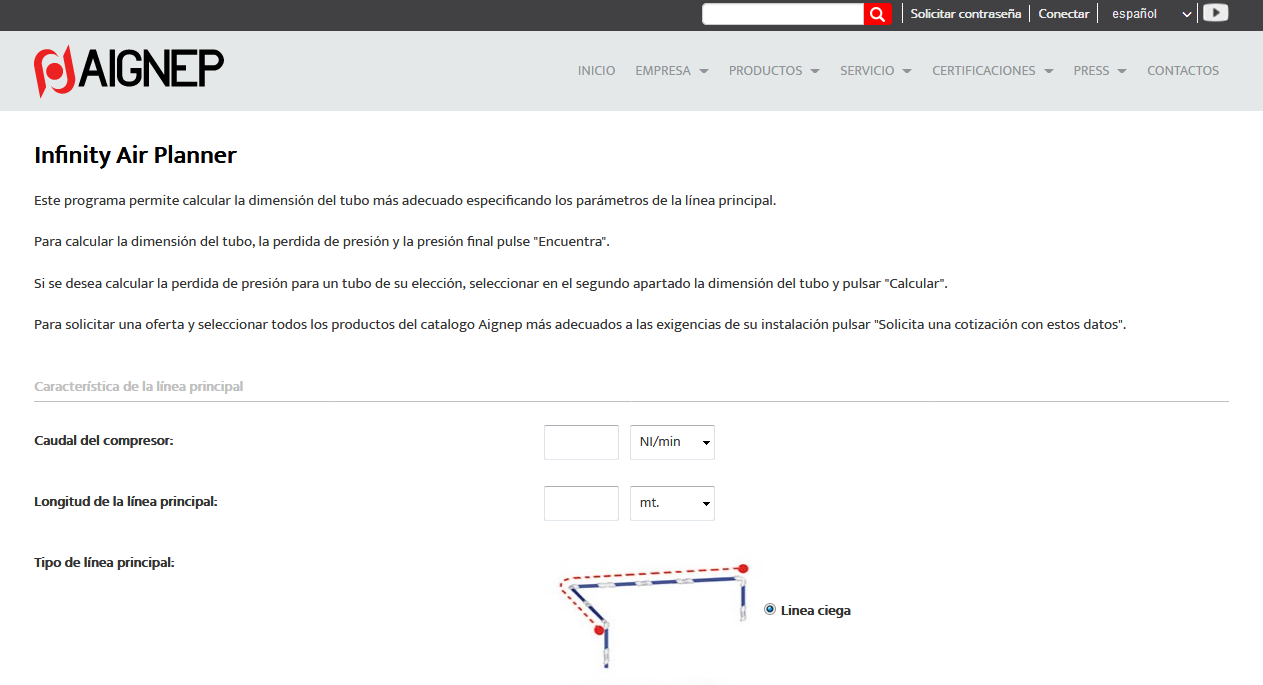 Solicitar contraseña
Conectar
español
AIGNEP
INICIO
EMPRESA
PRODUCTOS
SERVICIO
CERTIFICACIONES
PRESS
CONTACTOS
Infinity Air Planner
Este programa permite calcular la dimensión del tubo más adecuado especificando los parámetros de la línea principal.
Para calcular la dimensión del tubo, la perdida de presión y la presión final pulse "Encuentra".
Si se desea calcular la perdida de presión para un tubo de su elección, seleccionar en el segundo apartado la dimensión del tubo y pulsar "Calcular".
Para solicitar una oferta y seleccionar todos los productos del catalogo Aignep más adecuados a las exigencias de su instalación pulsar "Solicita una cotización con estos datos".
Característica de la línea principal
Caudal del compresor:
Nl/min
Longitud de la línea principal:
mt.
Tipo de línea principal:
Linea ciega